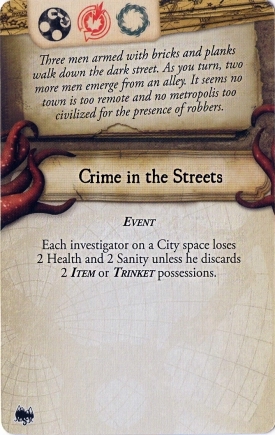 Three men armed with bricks and planks
walk down the dark street. As you turn, two
more men emerge from an alley. It seems no
town is too remote and no metropolis too
civilized for the presence of robbers.
Crime in the Streets
EVENT
Each investigator on a City space loses
2 Health and 2 Sanity unless he discards
2 ITEM or TRINKET possessions.